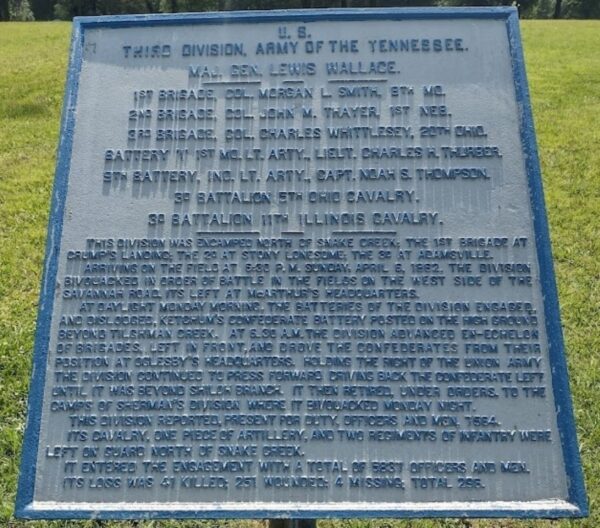 U. S.
THIRD DIVISION, ARMY OF THE TENNESSEE.
MAJ. GEN. LEWIS WALLACE.
1ST BRIGADE, COL. MORGAN L. SMITH, 8TH MO.
2ND BRIGADE, COL. JOHN M. THAYER, 1ST NEB.
3RD BRIGADE, COL. CHARLES WHITTLESEY, 20TH OHIO.
BATTERY "I" 1ST MO. LT. ARTY., LIEUT. CHARLES H. THURBER.
9TH BATTERY, IND. LT. ARTY., CAPT. NOAH S. THOMPSON.
3D BATTALION 5TH OHIO CAVALRY.
3D BATTALION 11TH ILLINOIS CAVALRY.
THIS DIVISION WAS ENCAMPED NORTH OF SNAKE CREEK; THE 1ST BRIGADE AT
CRUMP'S LANDING; THE 2D AT STONY LONESOME; THE 3D AT ADAMSVILLE.
ARRIVING ON THE FIELD AT 6:30 P. M. SUNDAY, APRIL 6, 1862, THE DIVISION
BIVOUACKED IN ORDER OF BATTLE IN THE FIELDS ON THE WEST SIDE OF THE
SAVANNAH ROAD, ITS LEFT AT McARTHUR'S HEADQUARTERS.
AT DAYLIGHT MONDAY MORNING, THE BATTERIES OF THE DIVISION ENGAGED,
AND DISLODGED, KETCHUM'S CONFEDERATE BATTERY, POSTED ON THE HIGH GROUND
BEYOND TILGHMAN CREEK. AT 6.30 A.M. THE DIVISION ADVANCED EN-ECHELON
OF BRIGADES, LEFT IN FRONT AND DROVE THE CONFEDERATES FROM THEIR
POSITION AT OGLESBY'S HEADQUARTERS. HOLDING THE RIGHT OF THE UNION ARMY
THE DIVISION CONTINUED TO PRESS FORWARD DRIVING BACK THE CONFEDERATE LEFT
UNTIL IT WAS BEYOND SHILOH BRANCH. IT THEN RETIRED, UNDER ORDERS, TO THE
CAMPS OF SHERMAN'S DIVISION WHERE IT BIVOUACKED MONDAY NIGHT.
THIS DIVISION REPORTED, PRESENT FOR DUTY, OFFICERS AND MEN, 7564.
ITS CAVALRY, ONE PIECE OF ARTILLERY, AND TWO REGIMENTS OF INFANTRY WERE
LEFT ON GUARD NORTH OF SNAKE CREEK.
IT ENTERED THE ENGAGEMENT WITH A TOTAL OF 5837 OFFICERS AND MEN.
ITS LOSS WAS 41 KILLED; 251 WOUNDED; 4 MISSING; TOTAL 296.